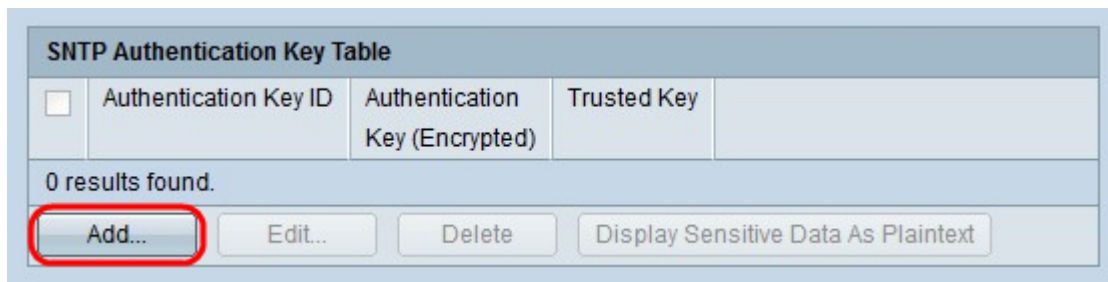 SNTP Authentication Key Table
Authentication Key ID Authentication Trusted Key
Key (Encrypted)
0 results found.
Add... Edit... Delete Display Sensitive Data As Plaintext